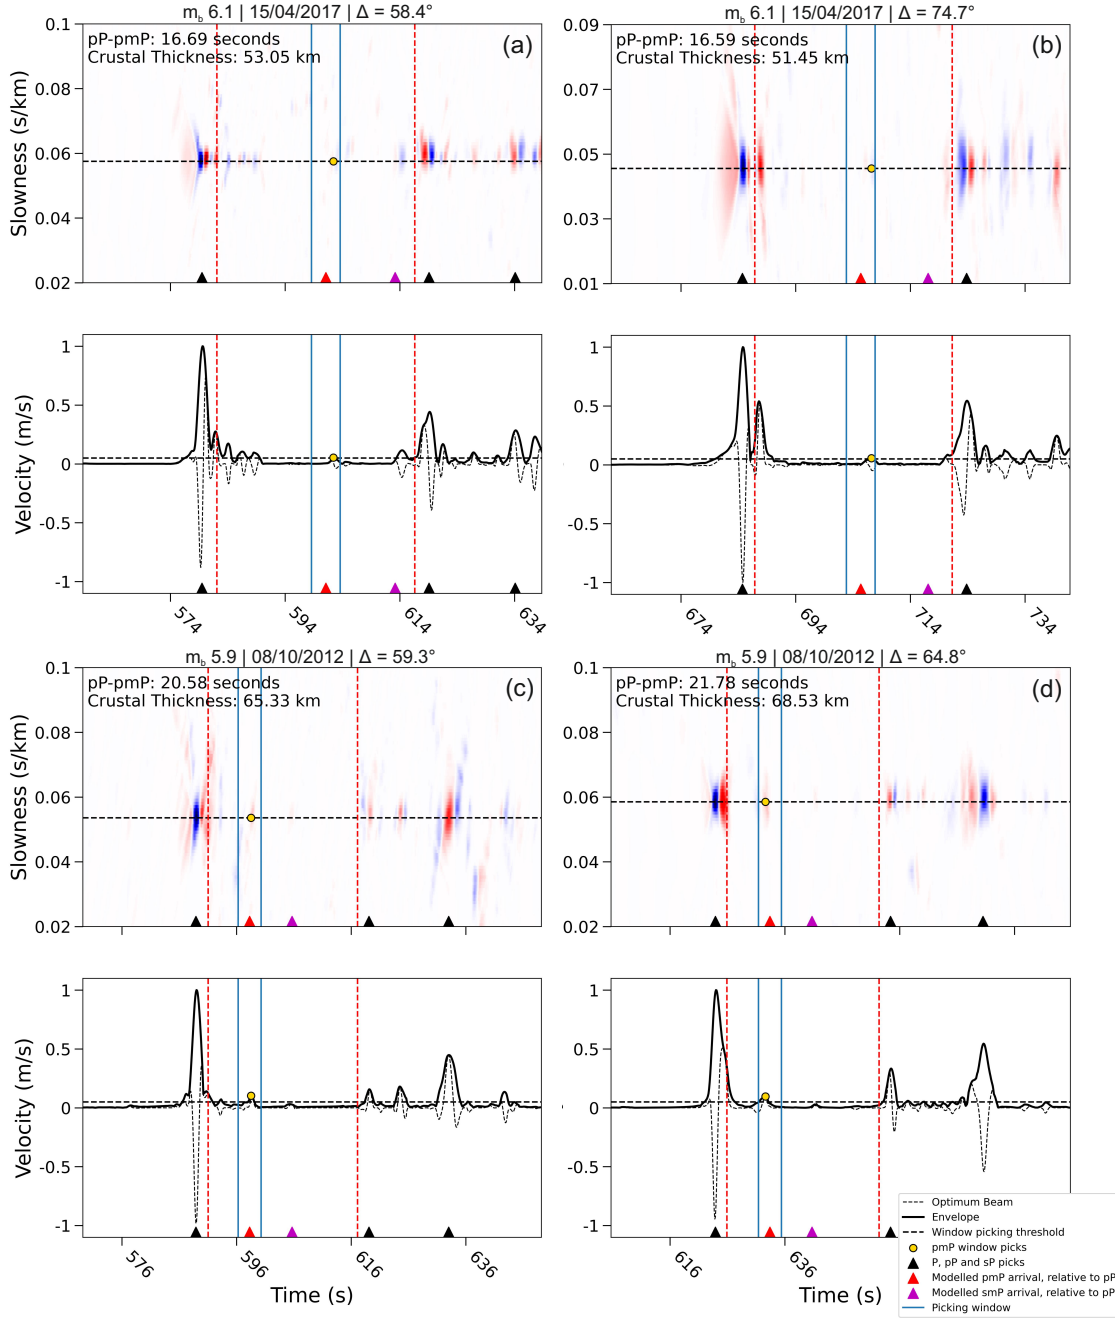 m_b 6.1 | 15/04/2017 | Δ = 58.4°
pP-pmP: 16.69 seconds
Crustal Thickness: 53.05 km
(a)
0.1
0.08
0.06
0.04
0.02
Slowness (s/km)
1
0.5
0
-0.5
-1
Velocity (m/s)
574
594
614
634
m_b 6.1 | 15/04/2017 | Δ = 74.7°
pP-pmP: 16.59 seconds
Crustal Thickness: 51.45 km
(b)
0.09
0.07
0.05
0.03
0.01
1
0.5
0
-0.5
-1
674
694
714
734
m_b 5.9 | 08/10/2012 | Δ = 59.3°
pP-pmP: 20.58 seconds
Crustal Thickness: 65.33 km
(c)
0.1
0.08
0.06
0.04
0.02
Slowness (s/km)
1
0.5
0
-0.5
-1
Velocity (m/s)
576
596
616
636
Time (s)
m_b 5.9 | 08/10/2012 | Δ = 64.8°
pP-pmP: 21.78 seconds
Crustal Thickness: 68.53 km
(d)
0.1
0.08
0.06
0.04
0.02
1
0.5
0
-0.5
-1
616
636
Time (s)
Optimum Beam
Envelope
Window picking threshold
pmP window picks
P, pP and sP picks
Modelled pmP arrival, relative to pP
Modelled smP arrival, relative to pP
Picking window